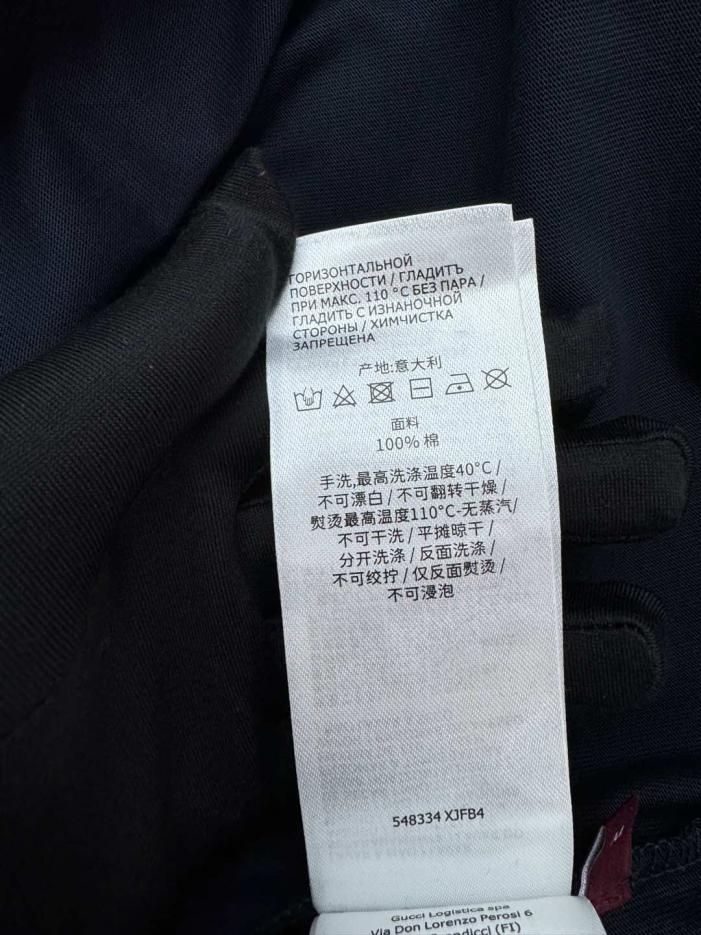 ГОРИЗОНТАЛЬНОЙ
ПОВЕРХНОСТИ / ГЛАДИТЪ
ПРИ МАКС. 110 °C БЕЗ ПАРА /
ГЛАДИТЬ С ИЗНАНОЧНОЙ
СТОРОНЫ / ХИМЧИСТКА
ЗАПРЕЩЕНА
产地:意大利
面料
100% 棉
手洗,最高洗涤温度40°C /
不可漂白 / 不可翻转干燥 /
熨烫最高温度110°C-无蒸汽/
不可干洗 / 平摊晾干 /
分开洗涤 / 反面洗涤 /
不可绞拧 / 仅反面熨烫 /
不可浸泡
548334 XJFB4
Gucci Logistica spa
Via Don Lorenzo Perosi 6
(FI)